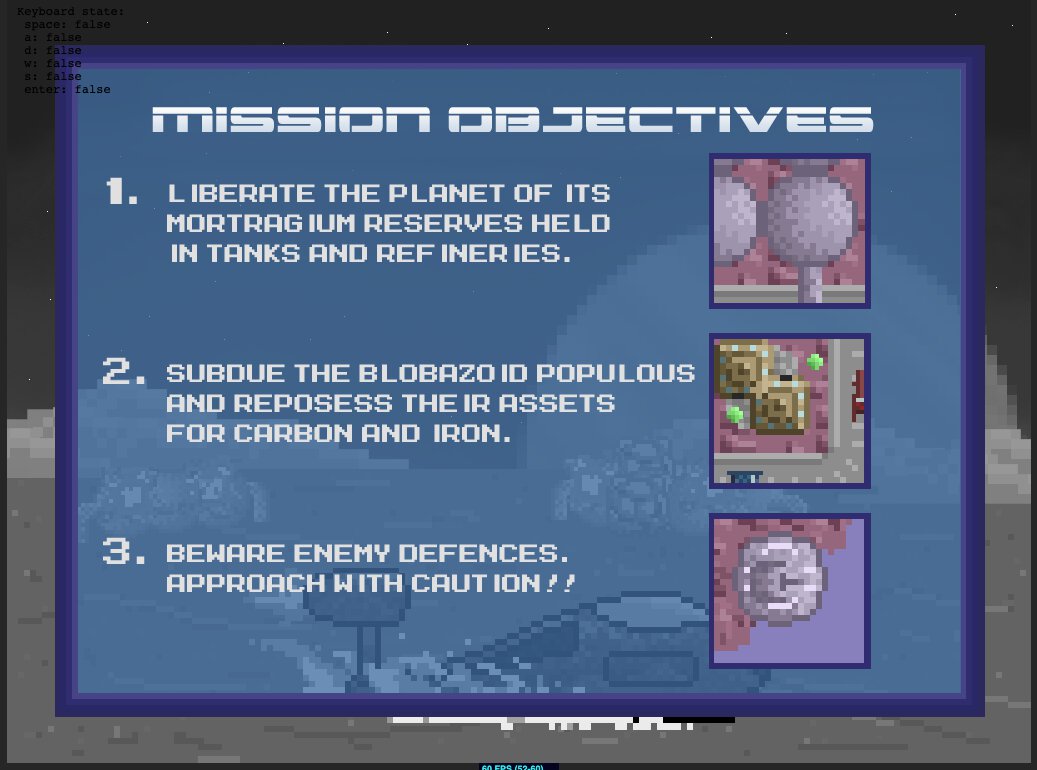 Keyboard state:
space: false
a: false
d: false
w: false
s: false
enter: false
MISSION OBJECTIVES
1. LIBERATE THE PLANET OF ITS
MORTRAGIUM RESERVES HELD
IN TANKS AND REFINERIES.
2. SUBDUE THE BLOBAZOID POPULOUS
AND REPOSESS THEIR ASSETS
FOR CARBON AND IRON.
3. BEWARE ENEMY DEFENCES.
APPROACH WITH CAUTION!!
60 FPS (52-60)